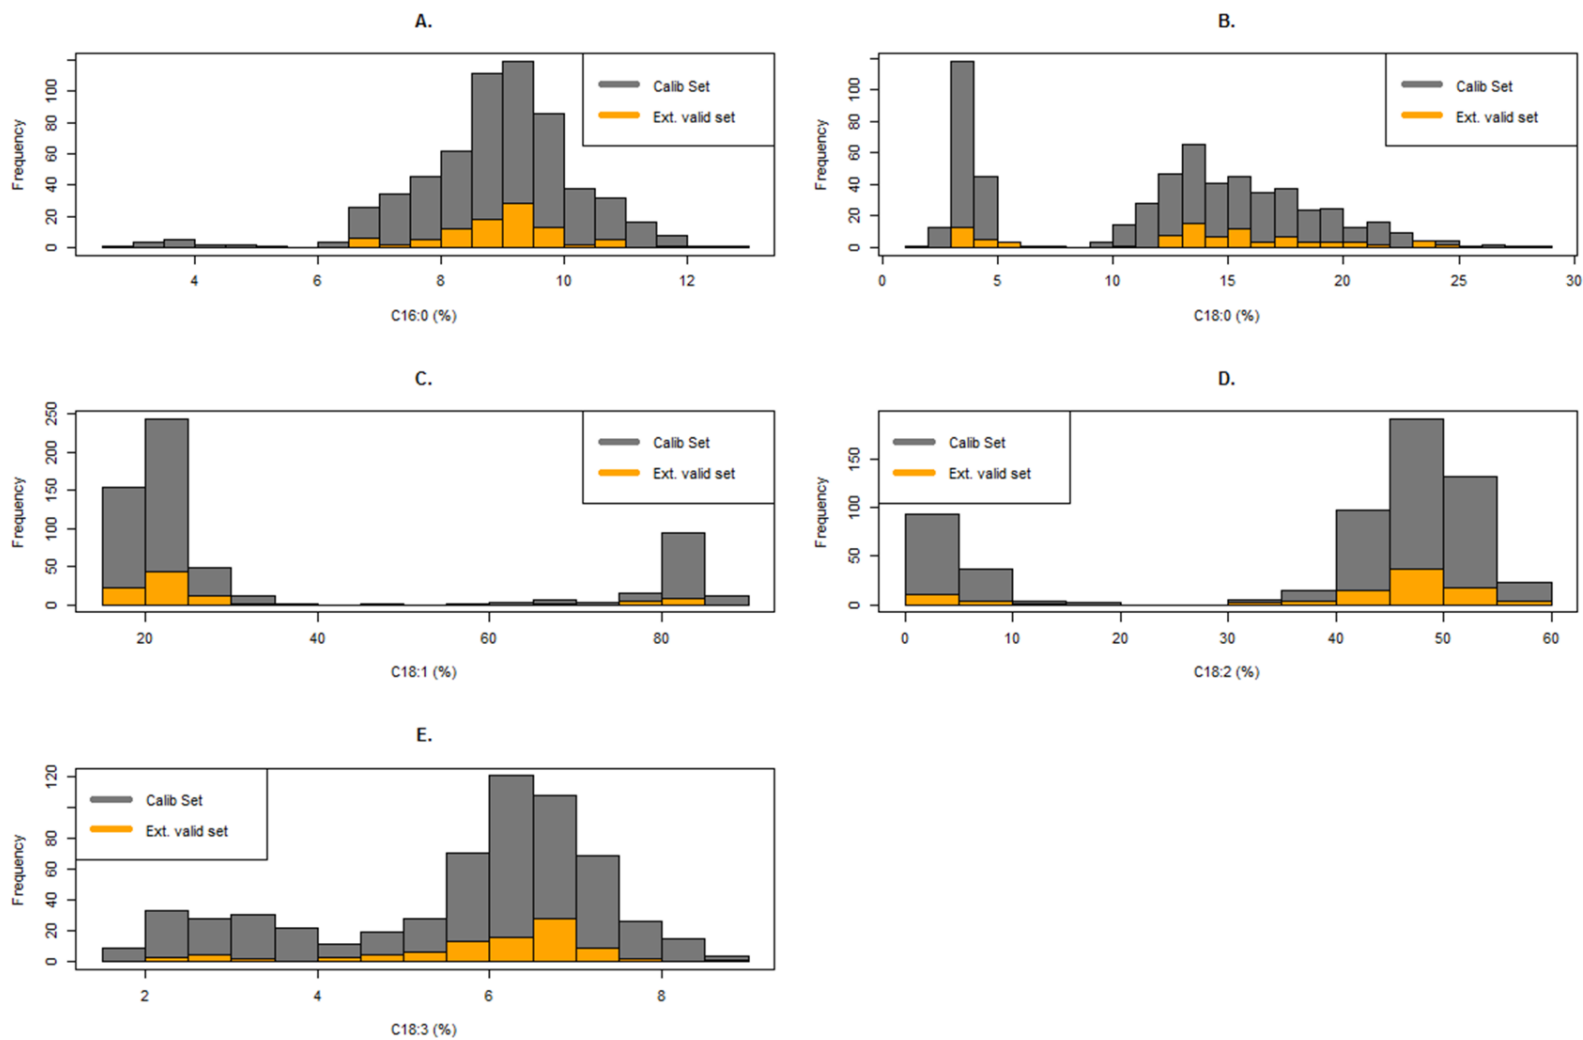 A.
Frequency
0 20 40 60 80 100
Calib Set
Ext. valid set
4 6 8 10 12
C16:0 (%)
B.
Frequency
0 20 40 60 80 100
Calib Set
Ext. valid set
0 5 10 15 20 25 30
C18:0 (%)
C.
Frequency
0 50 100 150 200 250
Calib Set
Ext. valid set
20 40 60 80
C18:1 (%)
D.
Frequency
0 50 100 150
Calib Set
Ext. valid set
0 10 20 30 40 50 60
C18:2 (%)
E.
Frequency
0 20 40 60 80 120
Calib Set
Ext. valid set
2 4 6 8
C18:3 (%)